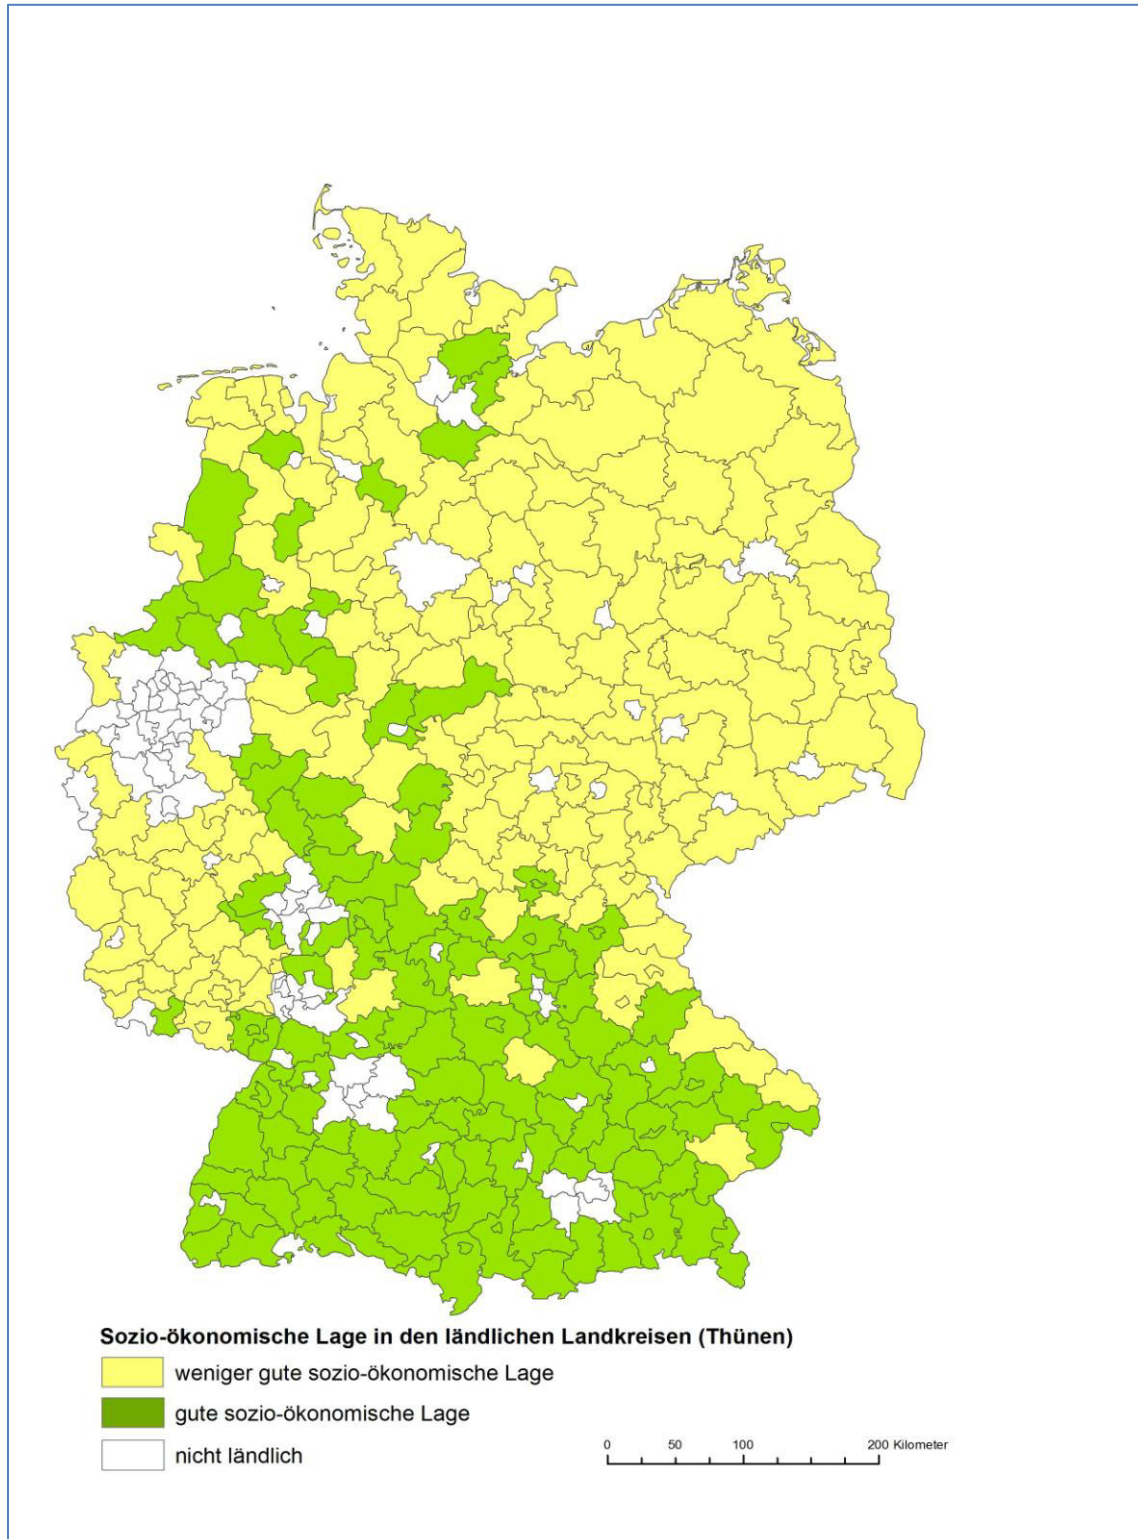 Sozio-ökonomische Lage in den ländlichen Landkreisen (Thünen)
weniger gute sozio-ökonomische Lage
gute sozio-ökonomische Lage
nicht ländlich
0 50 100 200 Kilometer